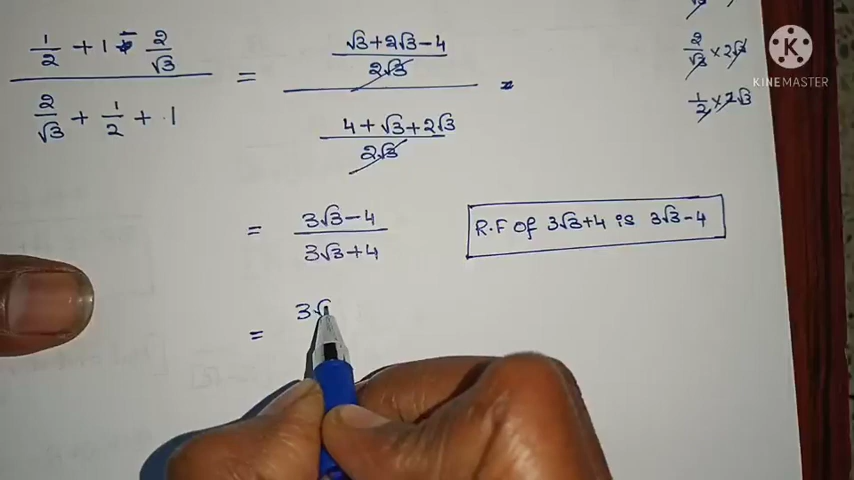 1/2 + 1 - 2/√3 = √3+2√3-4 / 2√3
2/√3 + 1/2 + 1   4+√3+2√3 / 2√3
= 3√3-4 / 3√3+4
R.F of 3√3+4 is 3√3-4
= 3√
2/√3 × 2√3
1/2 × 2√3
K
KINEMASTER